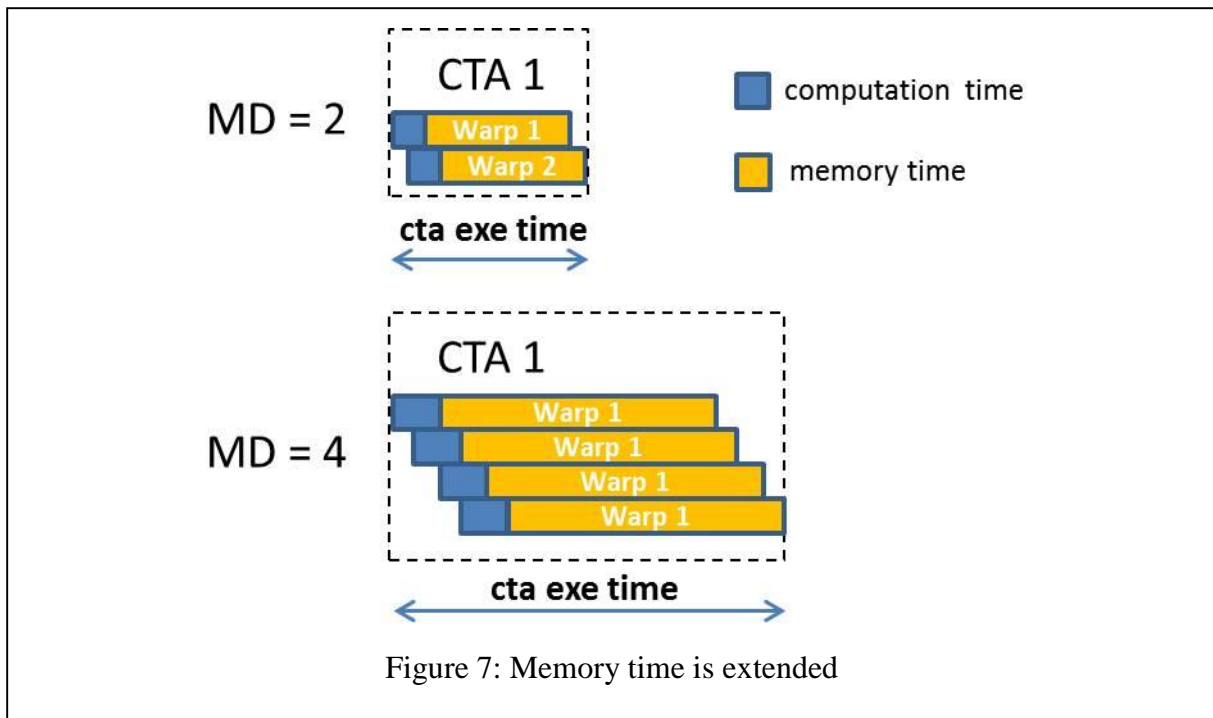 CTA 1
MD = 2
Warp 1
Warp 2
cta exe time
computation time
memory time
CTA 1
MD = 4
Warp 1
Warp 1
Warp 1
Warp 1
cta exe time
Figure 7: Memory time is extended